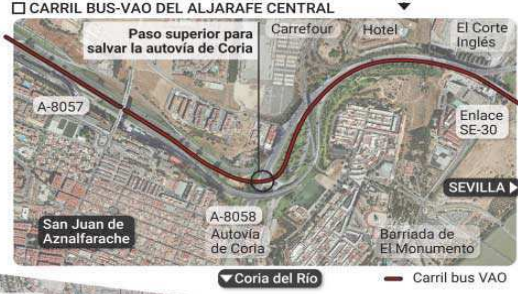 CARRIL BUS-VAO DEL ALJARAFE CENTRAL
Paso superior para
salvar la autovía de Coria
Carrefour
Hotel
El Corte
Inglés
A-8057
Enlace
SE-30
SEVILLA
San Juan de
Aznalfarache
A-8058
Autovía
de Coria
Barriada de
El Monumento
Coria del Río
Carril bus VAO